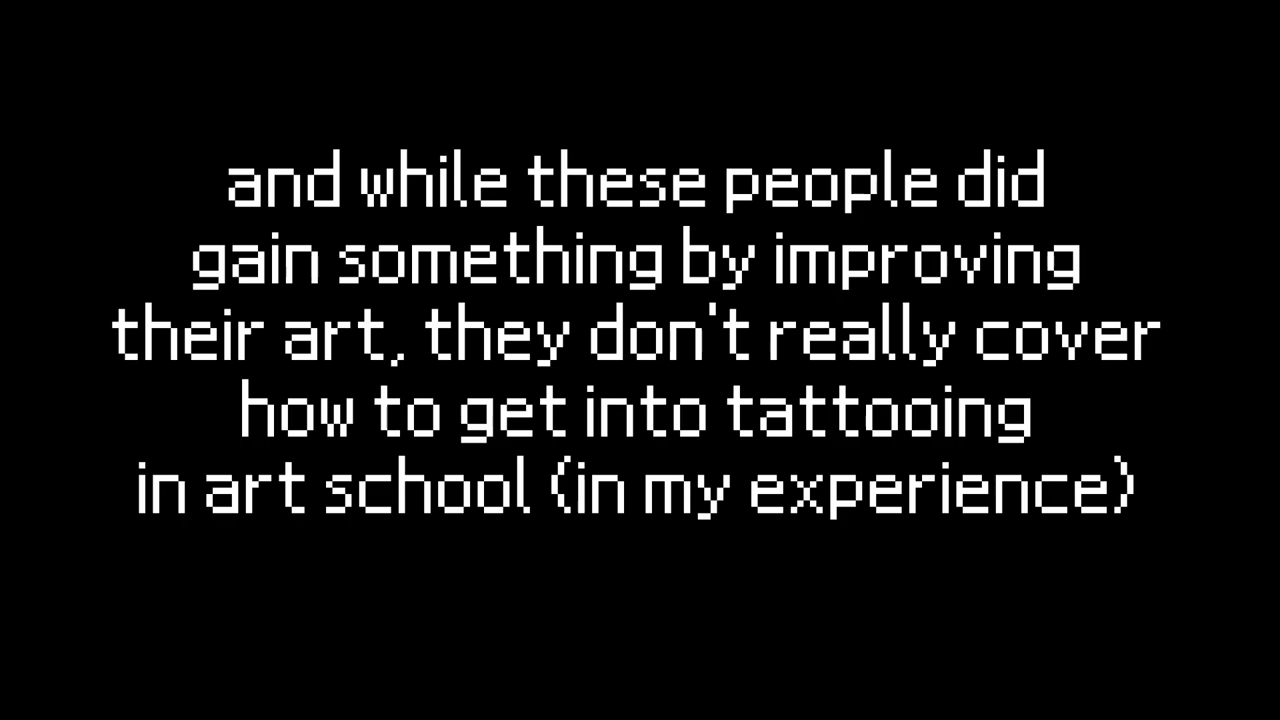 and while these people did
gain something by improving
their art, they don't really cover
how to get into tattooing
in art school (in my experience)